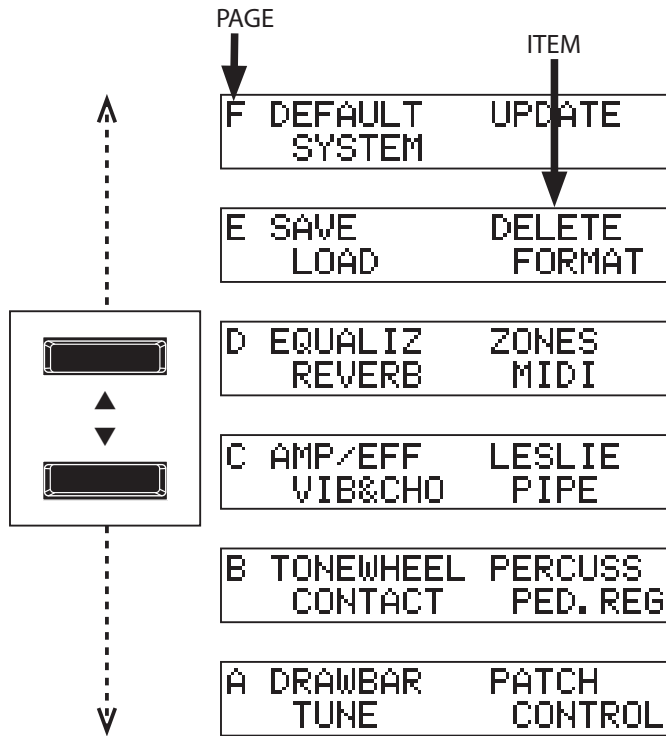 PAGE
ITEM
F DEFAULT UPDATE
SYSTEM
E SAVE DELETE
LOAD FORMAT
D EQUALIZ ZONES
REVERB MIDI
C AMP/EFF LESLIE
VIB&CHO PIPE
B TONEWHEEL PERCUSS
CONTACT PED.REG
A DRAWBAR PATCH
TUNE CONTROL